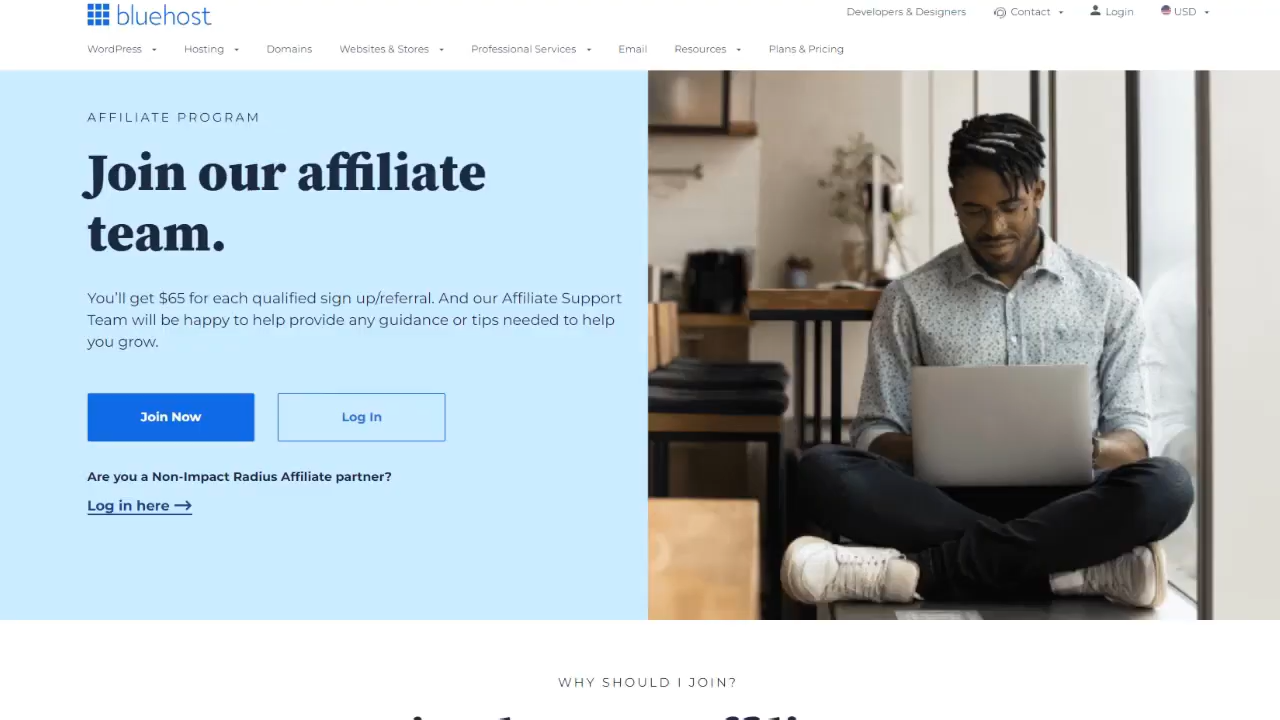 bluehost
Developers & Designers
Contact
Login
USD
WordPress
Hosting
Domains
Websites & Stores
Professional Services
Email
Resources
Plans & Pricing
AFFILIATE PROGRAM
Join our affiliate
team.
You'll get $65 for each qualified sign up/referral. And our Affiliate Support
Team will be happy to help provide any guidance or tips needed to help
you grow.
Join Now
Log In
Are you a Non-Impact Radius Affiliate partner?
Log in here →
WHY SHOULD I JOIN?